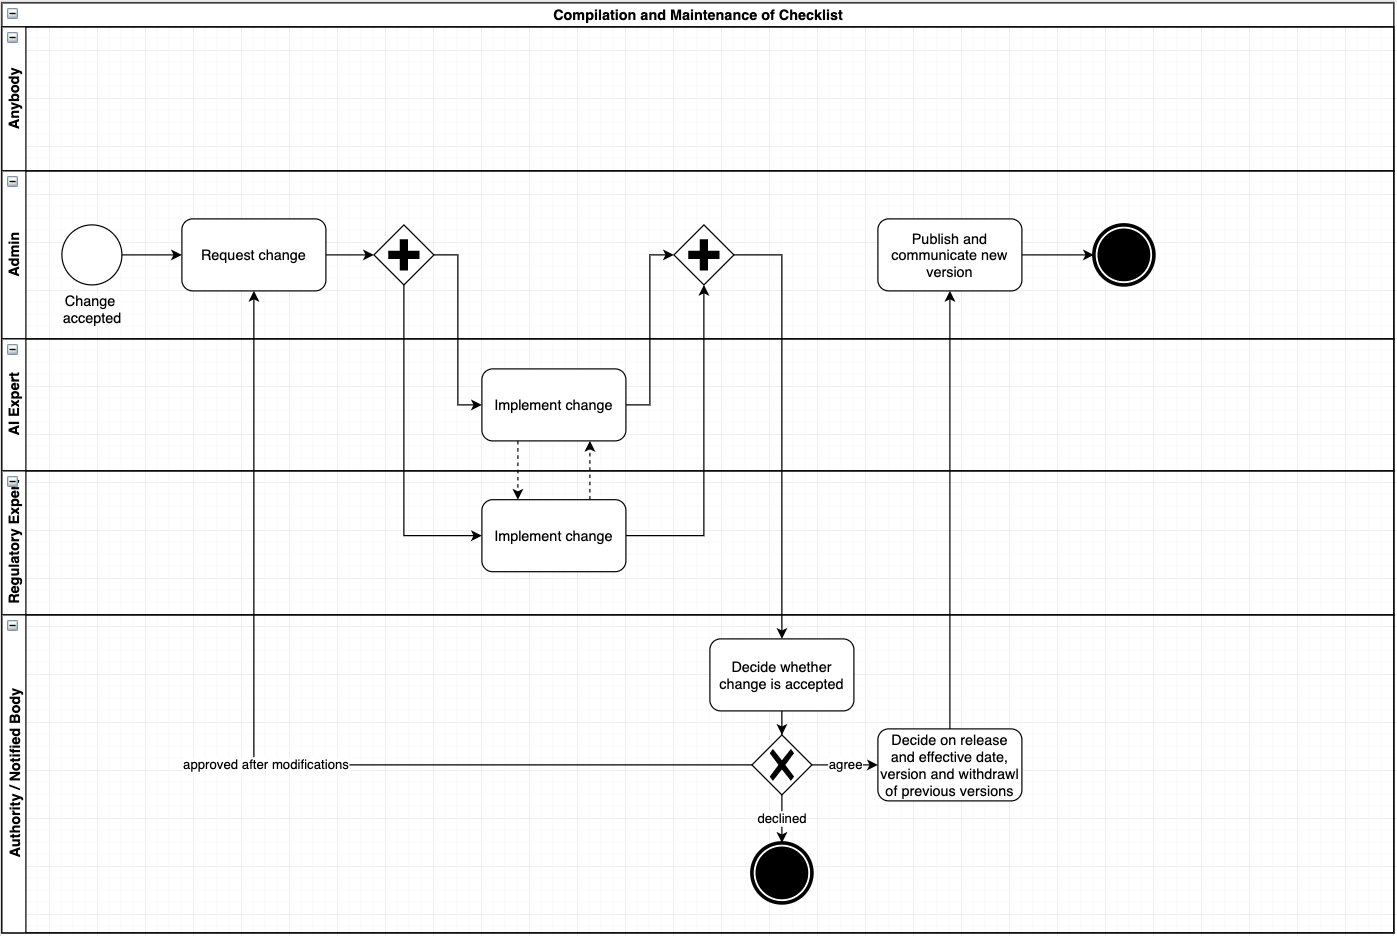 Compilation and Maintenance of Checklist
Anybody
Admin
Change
accepted
Request change
Publish and
communicate new
version
AI Expert
Implement change
Regulatory Expert
Implement change
Authority / Notified Body
Decide whether
change is accepted
approved after modifications
agree
Decide on release
and effective date,
version and withdrawl
of previous versions
declined